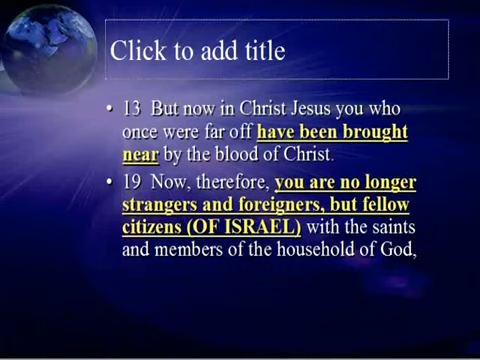 Click to add title
• 13 But now in Christ Jesus you who
once were far off have been brought
near by the blood of Christ.
• 19 Now, therefore, you are no longer
strangers and foreigners, but fellow
citizens (OF ISRAEL) with the saints
and members of the household of God,